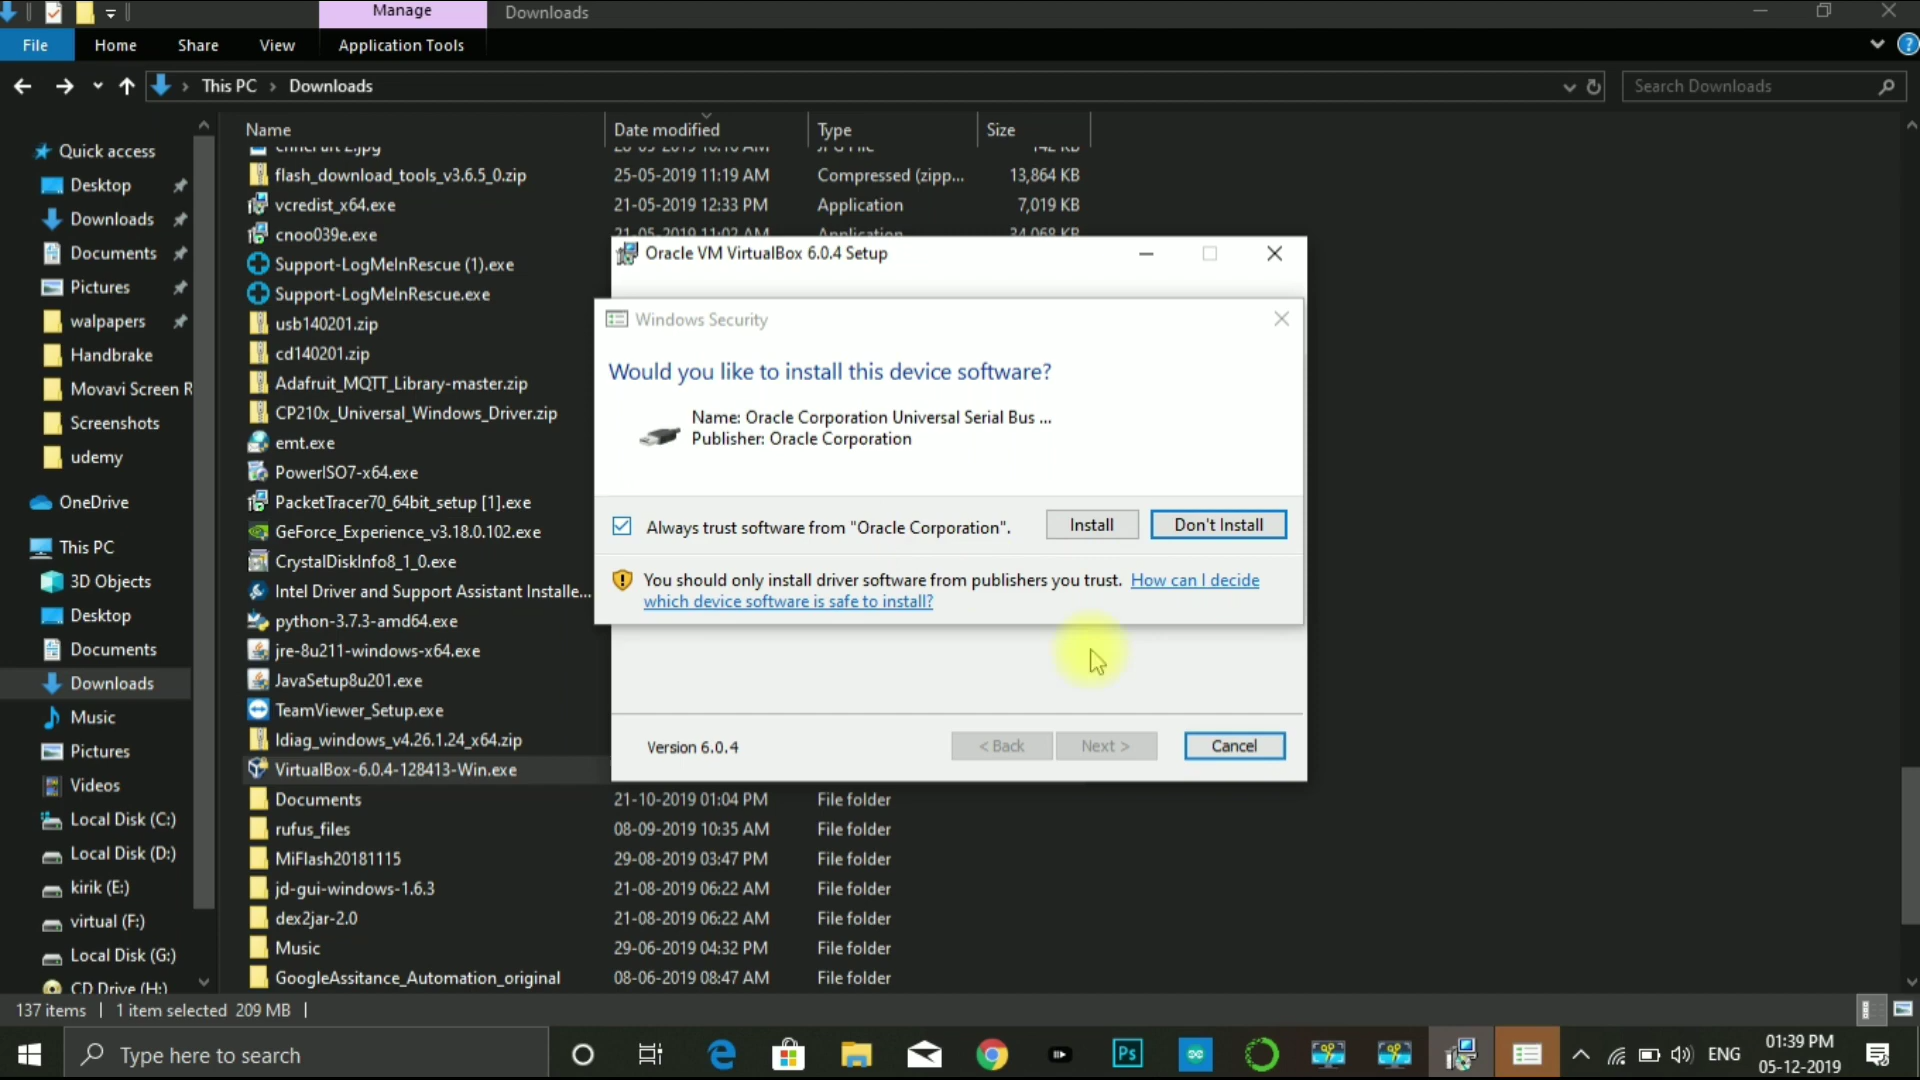 Manage
Downloads
File
Home
Share
View
Application Tools
This PC
Downloads
Search Downloads
Name
Date modified
Type
Size
flash_download_tools_v3.6.5_0.zip 25-05-2019 11:19 AM Compressed (zipp... 13,864 KB
vcredist_x64.exe 21-05-2019 12:33 PM Application 7,019 KB
cnoo039e.exe 21-05-2019 11:02 AM Application 34,068 KB
Support-LogMeInRescue (1).exe
Support-LogMeInRescue.exe
usb140201.zip
cd140201.zip
Adafruit_MQTT_Library-master.zip
CP210x_Universal_Windows_Driver.zip
emt.exe
PowerISO7-x64.exe
PacketTracer70_64bit_setup [1].exe
GeForce_Experience_v3.18.0.102.exe
CrystalDiskInfo8_1_0.exe
Intel Driver and Support Assistant Installe...
python-3.7.3-amd64.exe
jre-8u211-windows-x64.exe
JavaSetup8u201.exe
TeamViewer_Setup.exe
ldiag_windows_v4.26.1.24_x64.zip
VirtualBox-6.0.4-128413-Win.exe
Documents 21-10-2019 01:04 PM File folder
rufus_files 08-09-2019 10:35 AM File folder
MiFlash20181115 29-08-2019 03:47 PM File folder
jd-gui-windows-1.6.3 21-08-2019 06:22 AM File folder
dex2jar-2.0 21-08-2019 06:22 AM File folder
Music 29-06-2019 04:32 PM File folder
GoogleAssitance_Automation_original 08-06-2019 08:47 AM File folder
Quick access
Desktop
Downloads
Documents
Pictures
walpapers
Handbrake
Movavi Screen R
Screenshots
udemy
OneDrive
This PC
3D Objects
Desktop
Documents
Downloads
Music
Pictures
Videos
Local Disk (C:)
Local Disk (D:)
kirik (E:)
virtual (F:)
Local Disk (G:)
CD Drive (H:)
Oracle VM VirtualBox 6.0.4 Setup
Windows Security
Would you like to install this device software?
Name: Oracle Corporation Universal Serial Bus ...
Publisher: Oracle Corporation
Always trust software from "Oracle Corporation".
Install
Don't Install
You should only install driver software from publishers you trust. How can I decide
which device software is safe to install?
Version 6.0.4
< Back
Next >
Cancel
137 items
1 item selected 209 MB
Type here to search
Ps
ENG
01:39 PM
05-12-2019